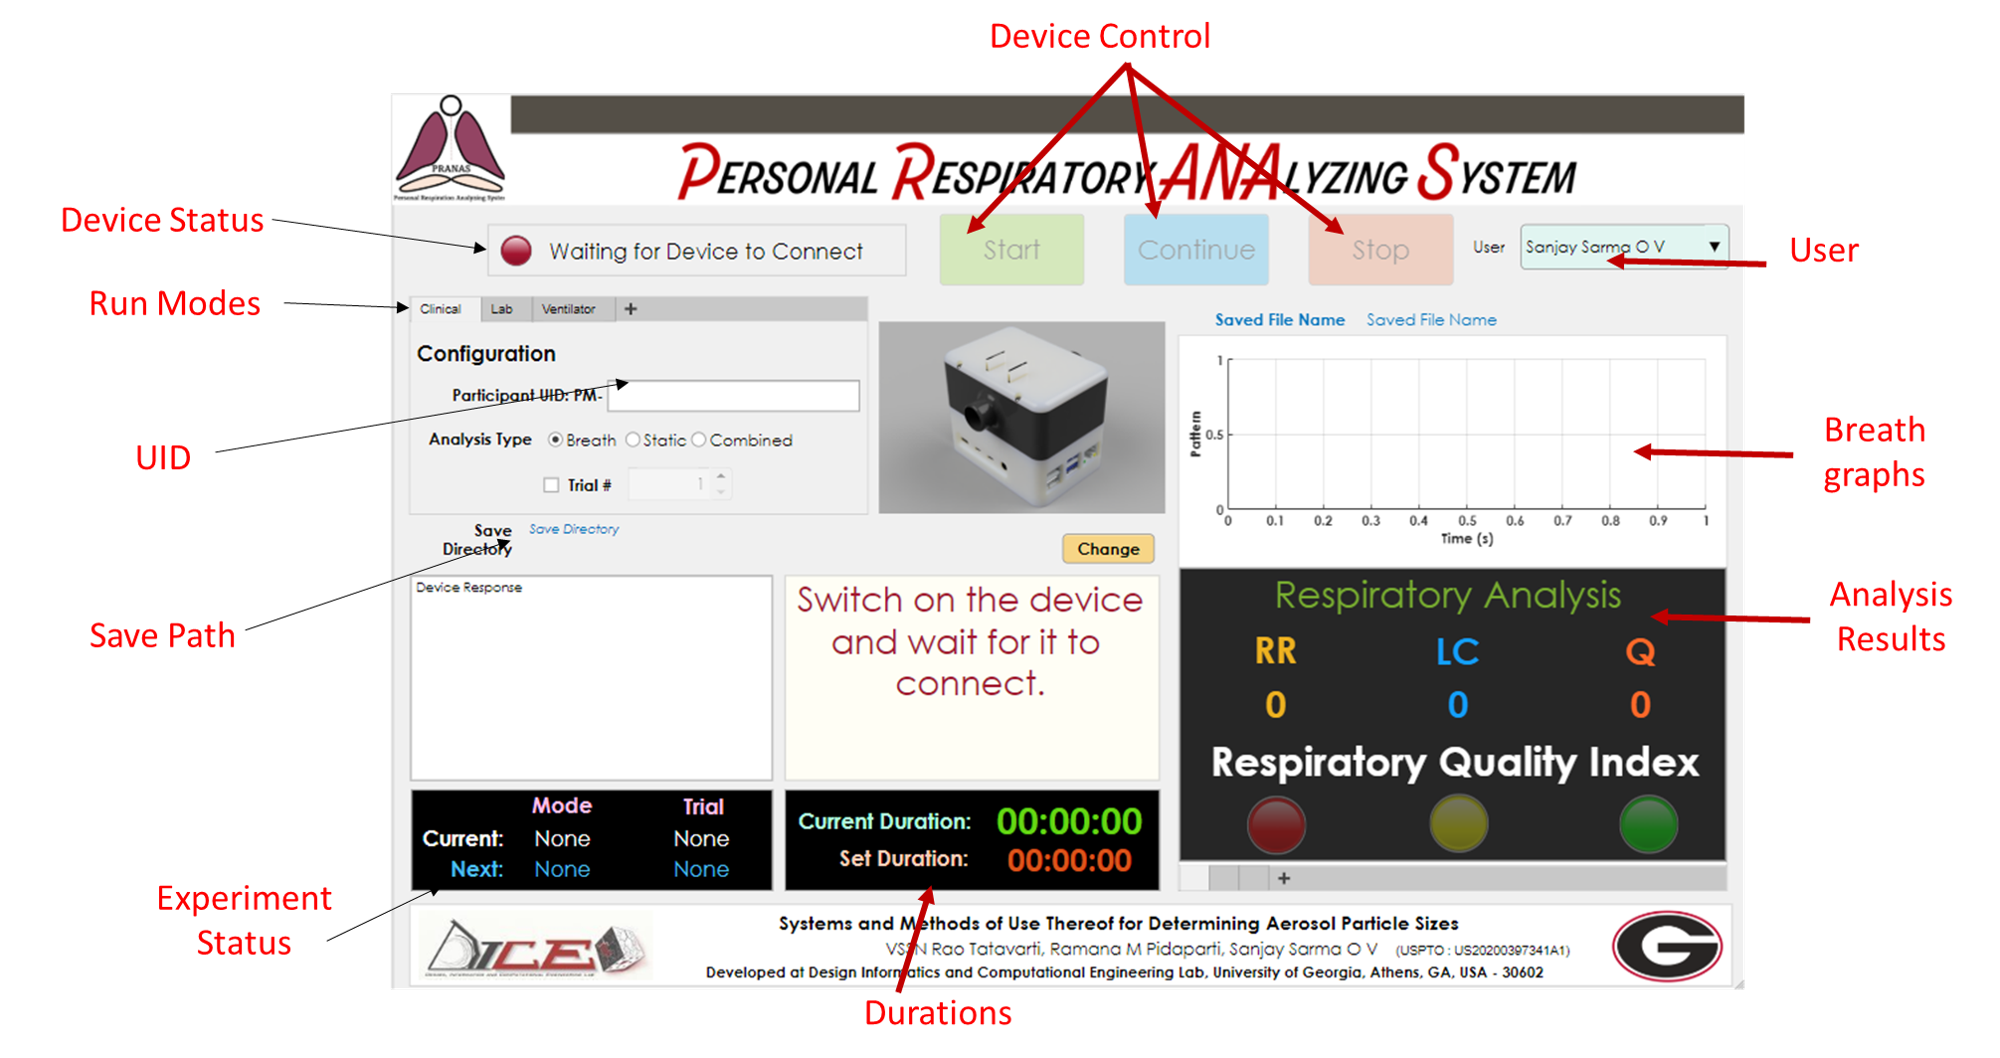 Device Control
PRANAS
Personal Respiration Analysing System
PERSONAL RESPIRATORY ANALYZING SYSTEM
Device Status
Waiting for Device to Connect
Start
Continue
Stop
User
Sanjay Sarma O V
User
Run Modes
Clinical
Lab
Ventilator
+
Configuration
Participant UID: PM-
UID
Analysis Type
Breath
Static
Combined
Trial #
1
Save
Directory
Save Directory
Change
Save Path
Saved File Name
Saved File Name
Pattern
1
0.5
0
0 0.1 0.2 0.3 0.4 0.5 0.6 0.7 0.8 0.9 1
Time (s)
Breath
graphs
Device Response
Switch on the device
and wait for it to
connect.
Respiratory Analysis
RR LC Q
0 0 0
Respiratory Quality Index
Analysis
Results
Mode Trial
Current: None None
Next: None None
Experiment
Status
Current Duration: 00:00:00
Set Duration: 00:00:00
+
Durations
DICE
Design, Informatics and Computational Engineering Lab
Systems and Methods of Use Thereof for Determining Aerosol Particle Sizes
VSSN Rao Tatavarti, Ramana M Pidaparti, Sanjay Sarma O V (USPTO : US20200397341A1)
Developed at Design Informatics and Computational Engineering Lab, University of Georgia, Athens, GA, USA - 30602
G